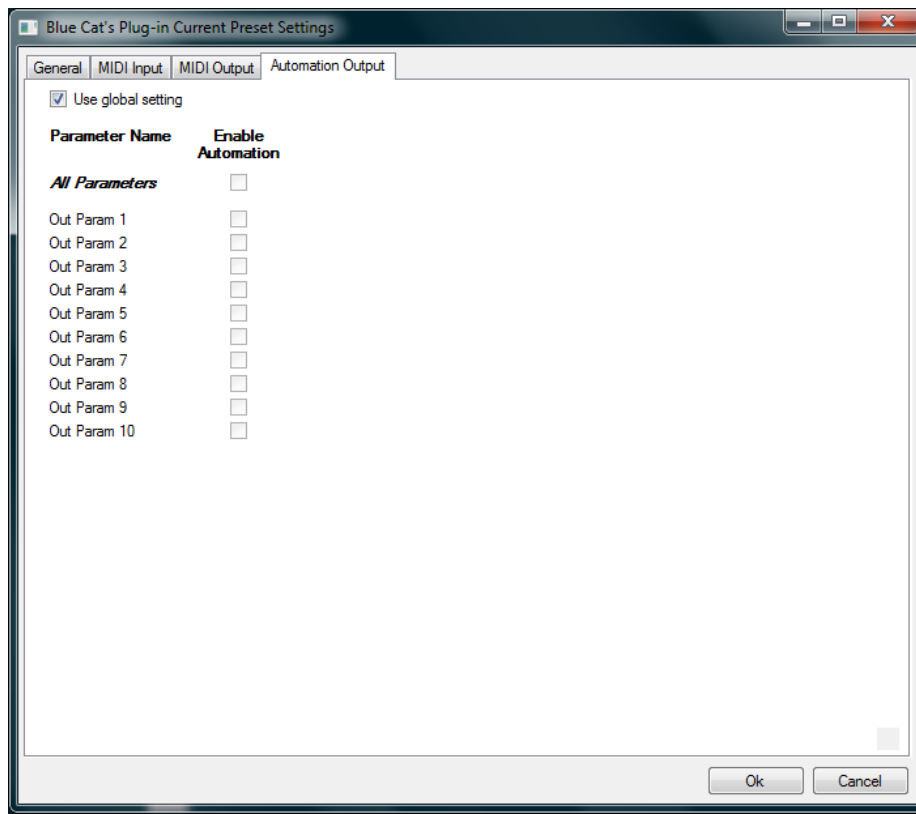 Blue Cat's Plug-in Current Preset Settings
General MIDI Input MIDI Output Automation Output
Use global setting
Parameter Name Enable
Automation
All Parameters
Out Param 1
Out Param 2
Out Param 3
Out Param 4
Out Param 5
Out Param 6
Out Param 7
Out Param 8
Out Param 9
Out Param 10
Ok Cancel